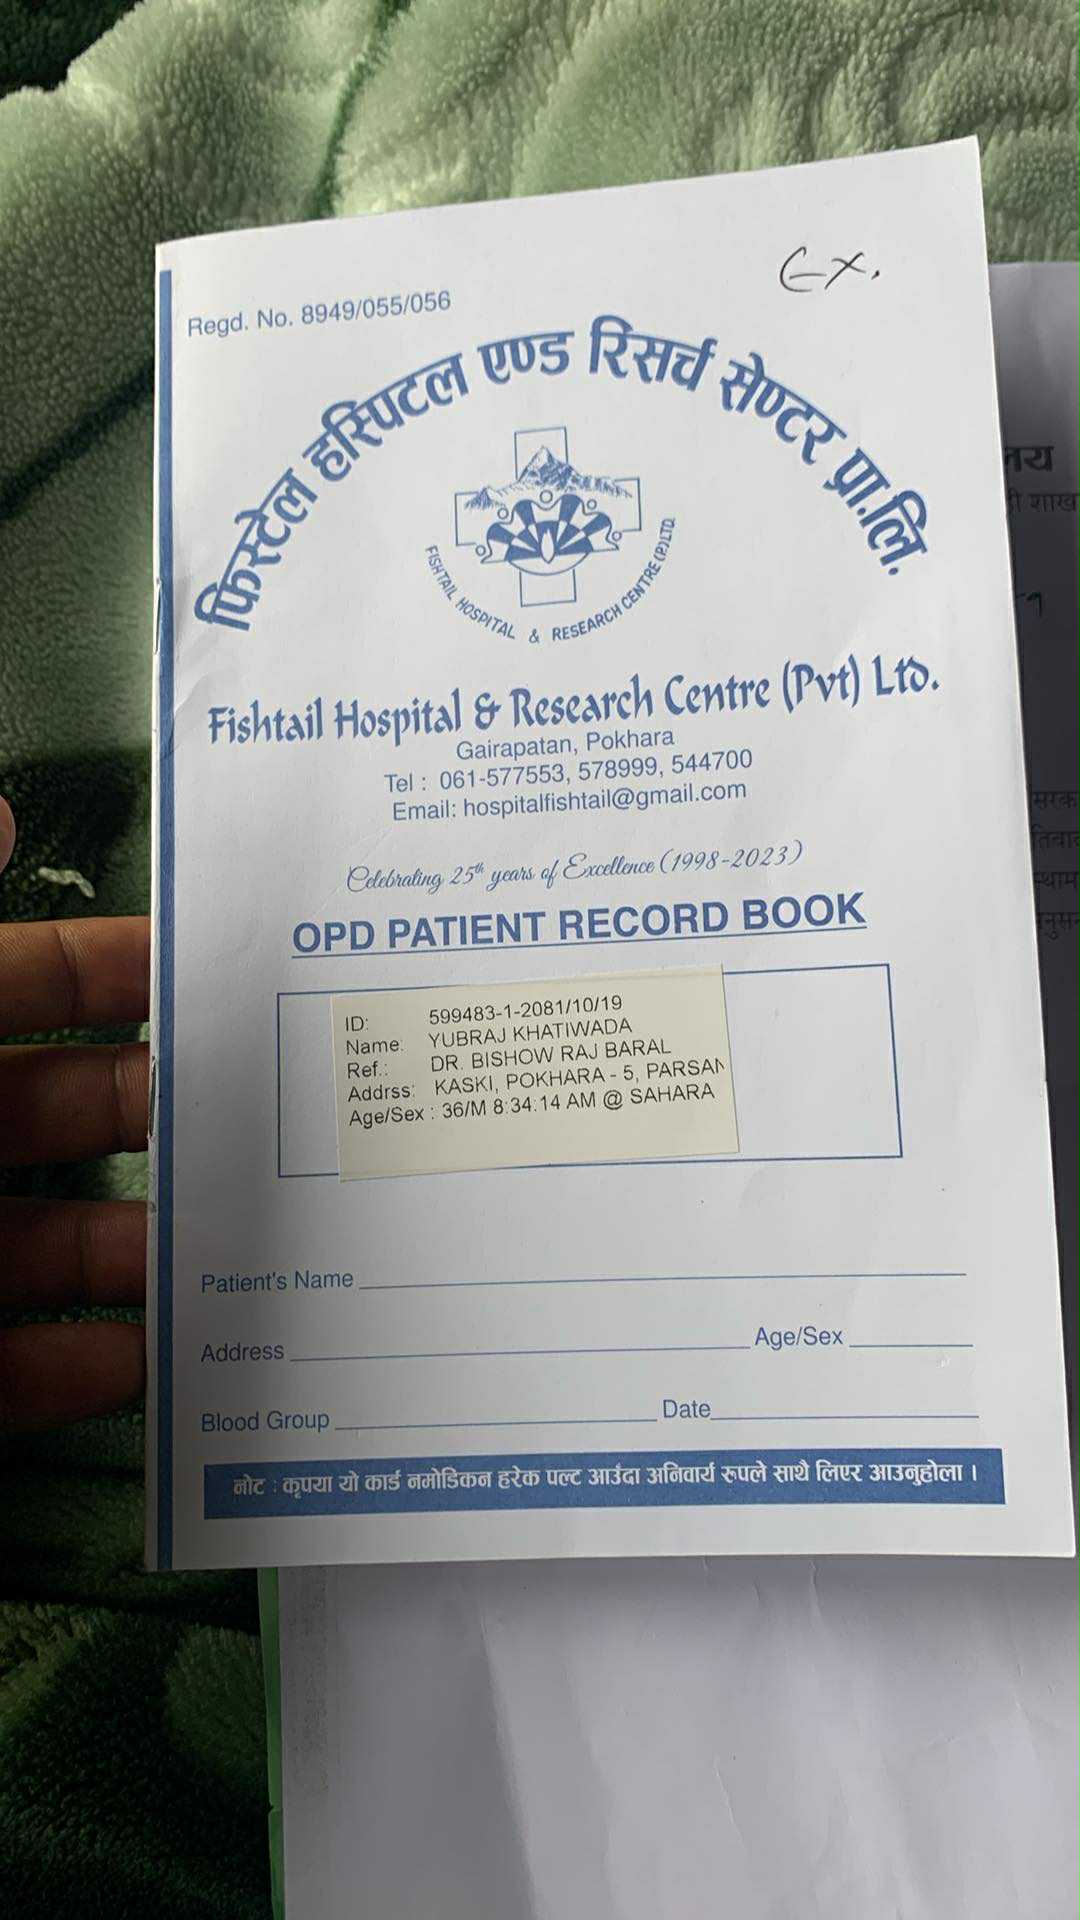 Ex.
Regd. No. 8949/055/056
फिस्टेल हस्पिटल एण्ड रिसर्च सेण्टर प्रा.लि.
FISHTAIL HOSPITAL & RESEARCH CENTRE (P.) LTD.
Fishtail Hospital & Research Centre (Pvt) Ltd.
Gairapatan, Pokhara
Tel : 061-577553, 578999, 544700
Email: hospitalfishtail@gmail.com
Celebrating 25th years of Excellence (1998-2023)
OPD PATIENT RECORD BOOK
ID: 599483-1-2081/10/19
Name: YUBRAJ KHATIWADA
Ref.: DR. BISHOW RAJ BARAL
Addrss: KASKI, POKHARA - 5, PARSAN
Age/Sex : 36/M 8:34:14 AM @ SAHARA
Patient's Name
Address Age/Sex
Blood Group Date
नोट : कृपया यो कार्ड नमोडिकन हरेक पल्ट आउँदा अनिवार्य रुपले साथै लिएर आउनुहोला ।